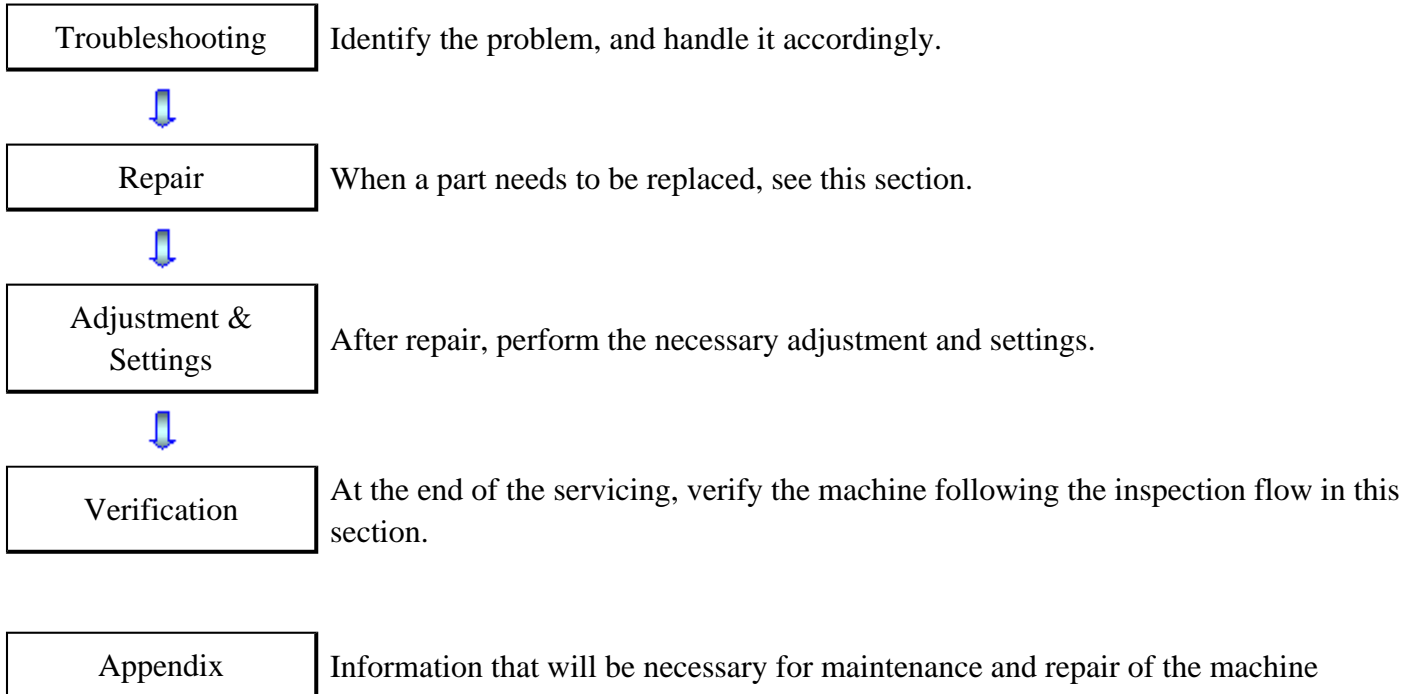 Troubleshooting
Identify the problem, and handle it accordingly.
Repair
When a part needs to be replaced, see this section.
Adjustment &
Settings
After repair, perform the necessary adjustment and settings.
Verification
At the end of the servicing, verify the machine following the inspection flow in this
section.
Appendix
Information that will be necessary for maintenance and repair of the machine